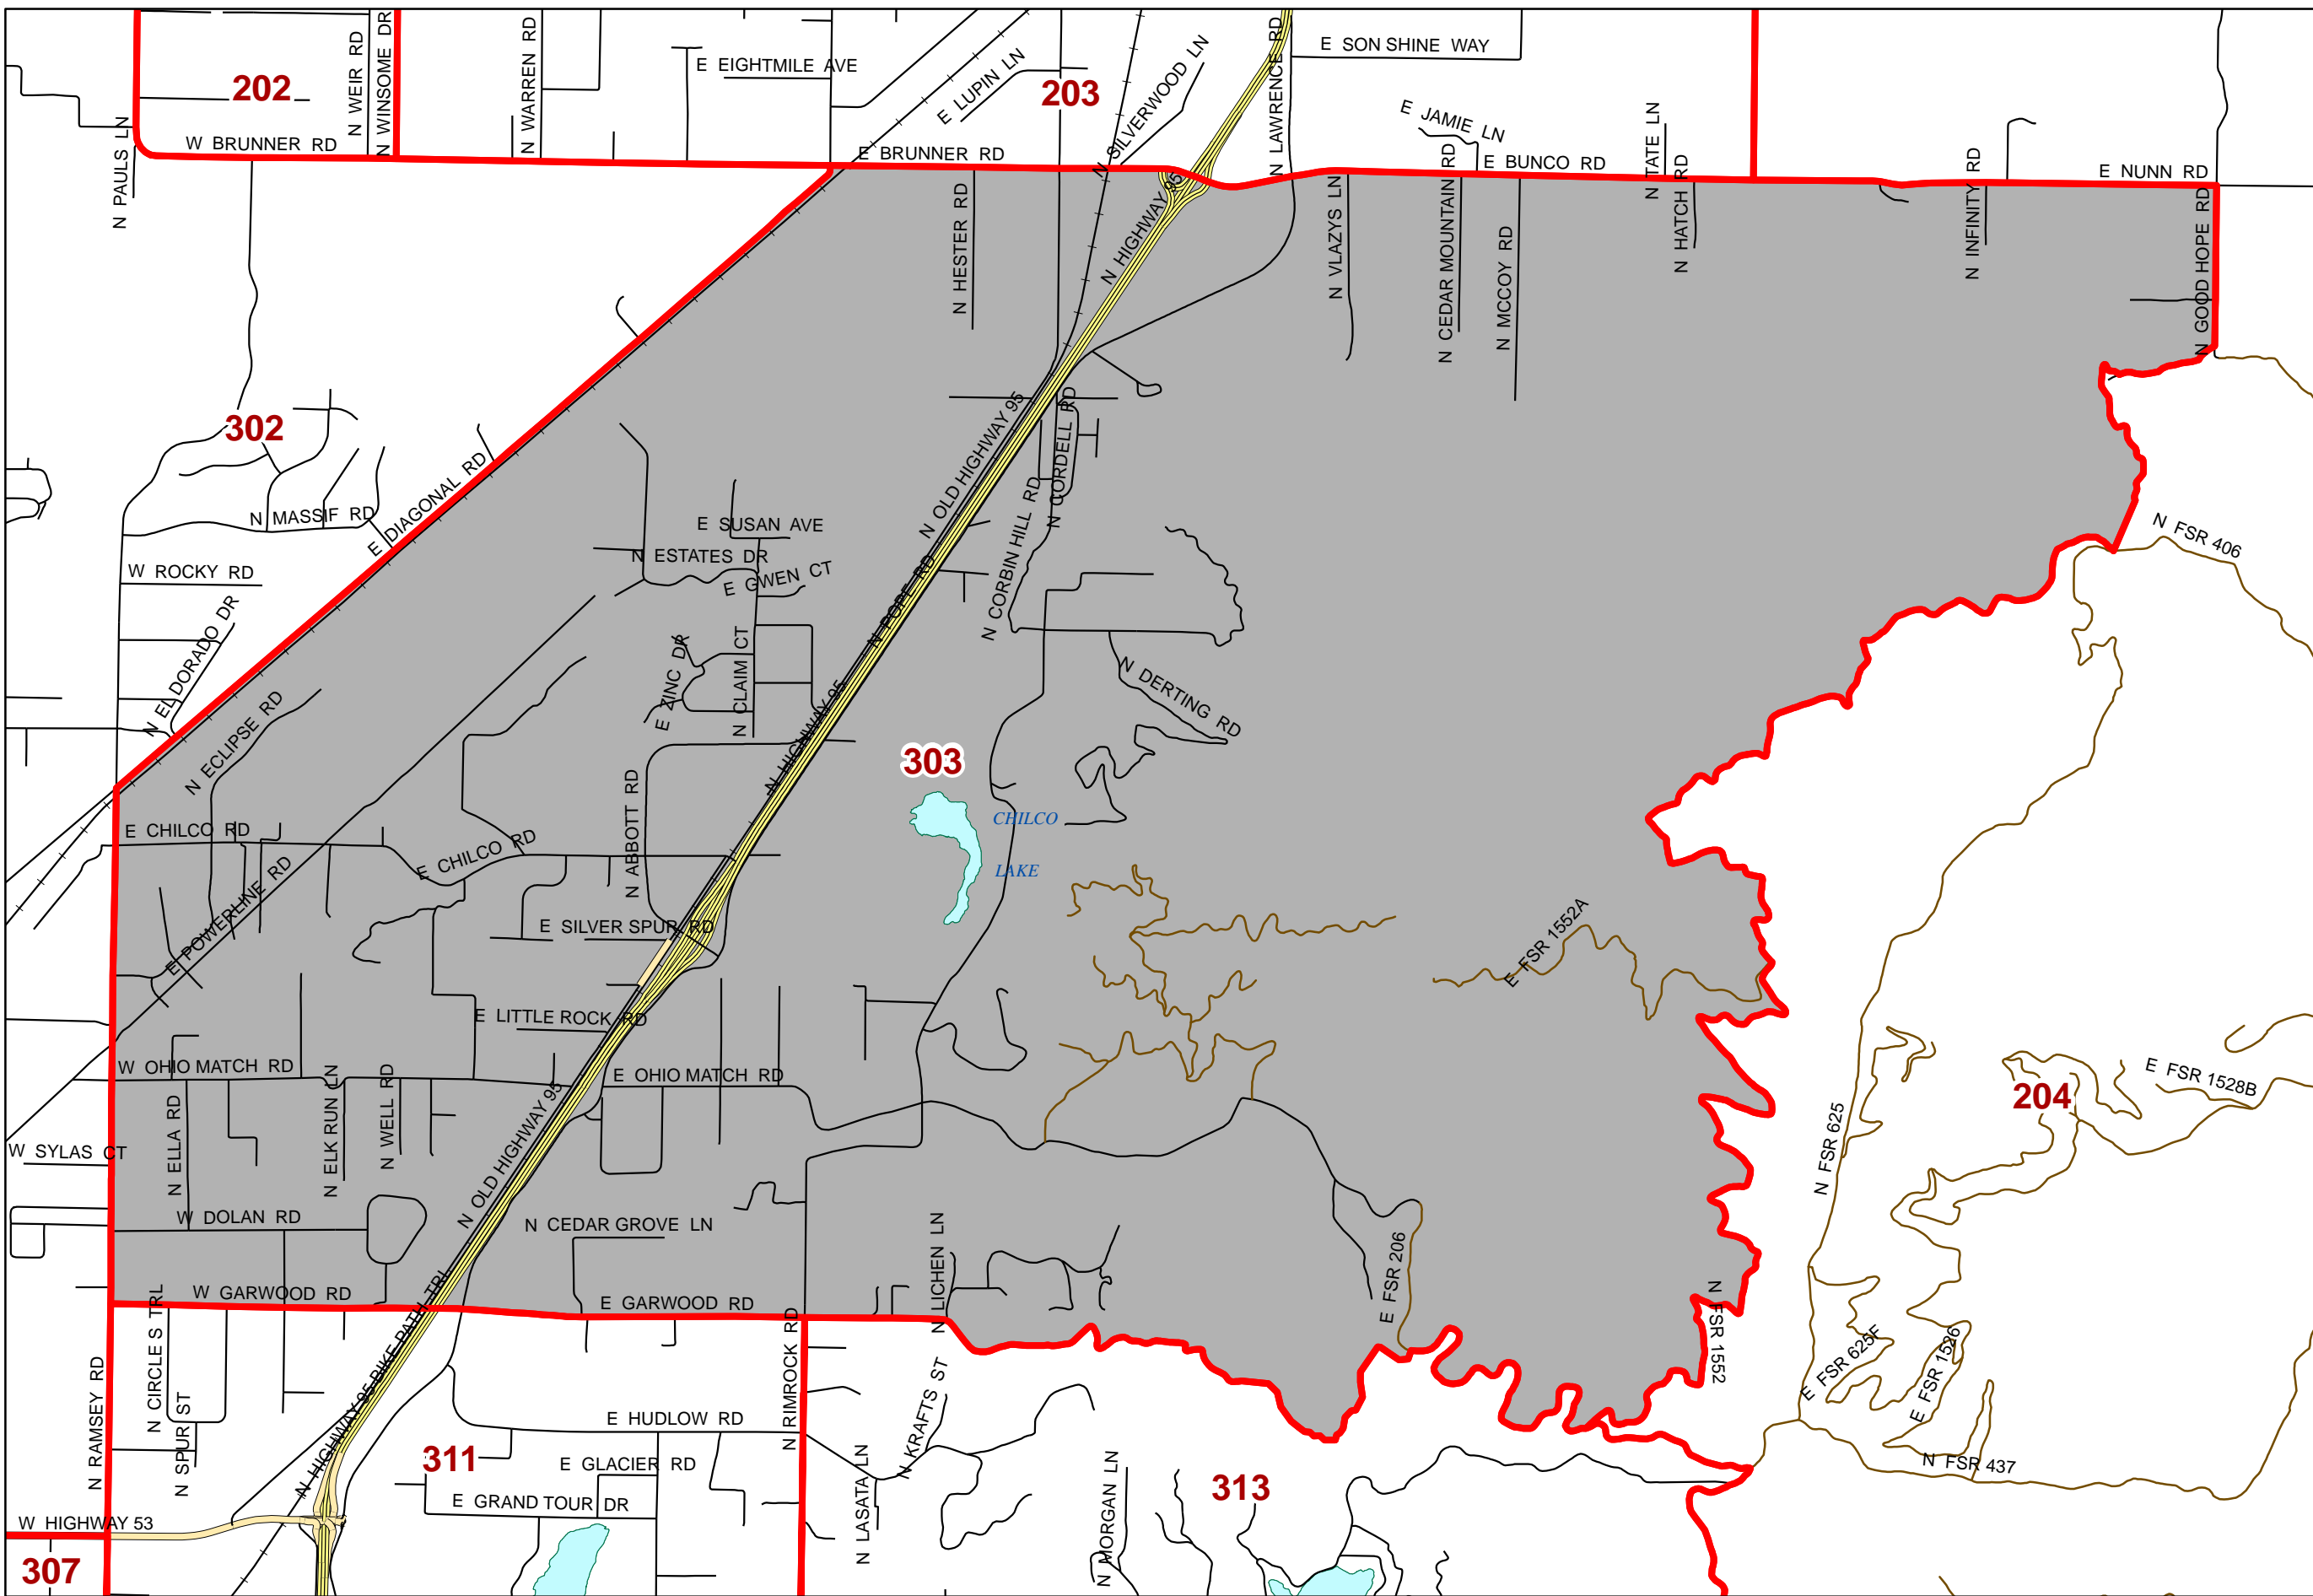 N WEIR RD
N WINSOME DR
N WARREN RD
E EIGHTMILE AVE
E LUPIN LN
203
N SILVERWOOD LN
N LAWRENCE RD
E SON SHINE WAY
202
N PAULS LN
W BRUNNER RD
E BRUNNER RD
E JAMIE LN
E BUNCO RD
N TATE LN
N HATCH RD
N INFINITY RD
E NUNN RD
N GOOD HOPE RD
N HESTER RD
N HIGHWAY 95
N VLAZYS LN
N CEDAR MOUNTAIN RD
N MCCOY RD
302
N MASSIF RD
E DIAGONAL RD
W ROCKY RD
N EL DORADO DR
E SUSAN AVE
N ESTATES DR
E GWEN CT
N OLD HIGHWAY 95
N CORDELL RD
N CORBIN HILL RD
N POPE RD
N FSR 406
E ZINC DR
N CLAIM CT
N DERTING RD
N ECLIPSE RD
N HIGHWAY 95
303
CHILCO
LAKE
E CHILCO RD
E CHILCO RD
N ABBOTT RD
E POWERLINE RD
E SILVER SPUR RD
E FSR 1552A
E LITTLE ROCK RD
W OHIO MATCH RD
E OHIO MATCH RD
204
E FSR 1528B
N FSR 625
W SYLAS CT
N ELLA RD
N ELK RUN LN
N WELL RD
N OLD HIGHWAY 95
W DOLAN RD
N CEDAR GROVE LN
N LICHEN LN
E FSR 206
W GARWOOD RD
E GARWOOD RD
N FSR 1552
N RAMSEY RD
N CIRCLE S TRL
N SPUR ST
N HIGHWAY 95 BIKE PATH TRL
N RIMROCK RD
E FSR 625F
E FSR 1526
E HUDLOW RD
N KRAFTS ST
311
E GLACIER RD
E GRAND TOUR DR
N LASATA LN
N MORGAN LN
313
N FSR 437
W HIGHWAY 53
307